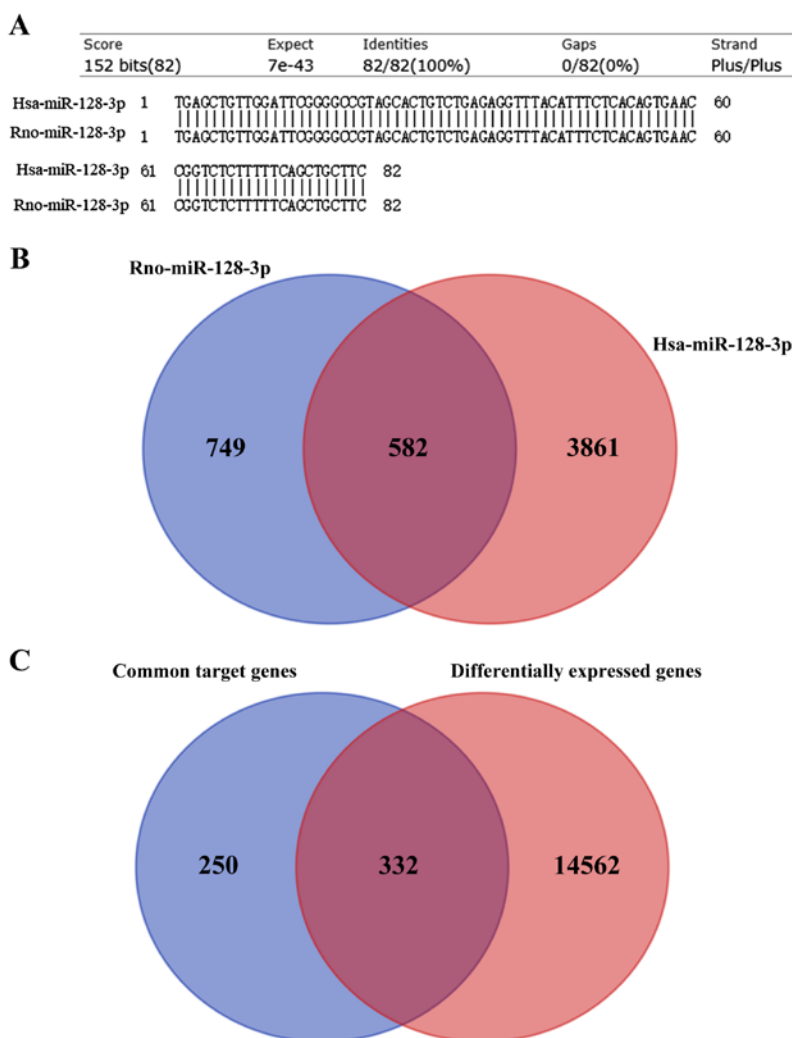 A
Score Expect Identities Gaps Strand
152 bits(82) 7e-43 82/82(100%) 0/82(0%) Plus/Plus
Hsa-miR-128-3p 1 TGAGCTGTTGGATTCGGGGCCGTAGCACTGTCTGAGAGGTTTACATTTCTCACAGTGAAC 60
Rno-miR-128-3p 1 TGAGCTGTTGGATTCGGGGCCGTAGCACTGTCTGAGAGGTTTACATTTCTCACAGTGAAC 60
Hsa-miR-128-3p 61 CGGTCTCTTTTTCAGCTGCTTC 82
Rno-miR-128-3p 61 CGGTCTCTTTTTCAGCTGCTTC 82
B
Rno-miR-128-3p
Hsa-miR-128-3p
749 582 3861
C
Common target genes Differentially expressed genes
250 332 14562